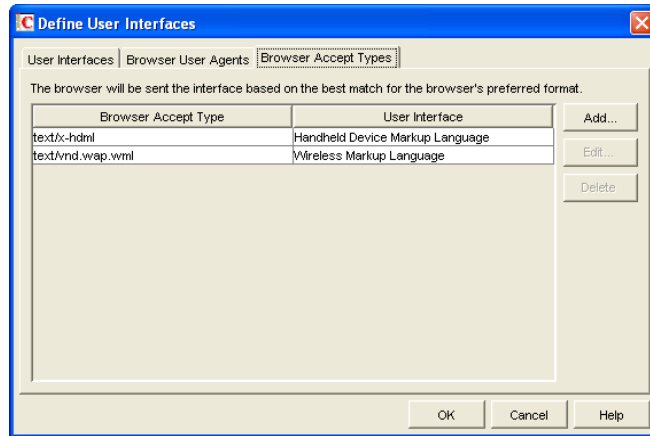 Define User Interfaces
User Interfaces Browser User Agents Browser Accept Types
The browser will be sent the interface based on the best match for the browser's preferred format.
Browser Accept Type User Interface Add...
text/x-hdml Handheld Device Markup Language
Edit...
text/vnd.wap.wml Wireless Markup Language
Delete
OK Cancel Help